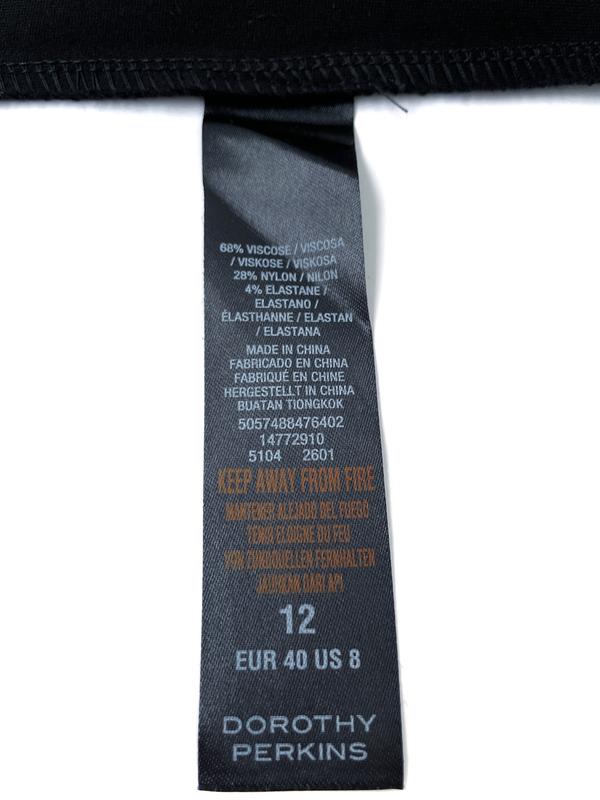 68% VISCOSE / VISCOSA
/ VISKOSE / VISKOSA
28% NYLON / NILON
4% ELASTANE /
ELASTANO /
ÉLASTHANNE / ELASTAN
/ ELASTANA
MADE IN CHINA
FABRICADO EN CHINA
FABRIQUÉ EN CHINE
HERGESTELLT IN CHINA
BUATAN TIONGKOK
5057488476402
14772910
5104 2601
KEEP AWAY FROM FIRE
MANTENER ALEJADO DEL FUEGO
TENIR ELOIGNE DU FEU
VON ZUNDQUELLEN FERNHALTEN
JAUHKAN DARI API
12
EUR 40 US 8
DOROTHY
PERKINS